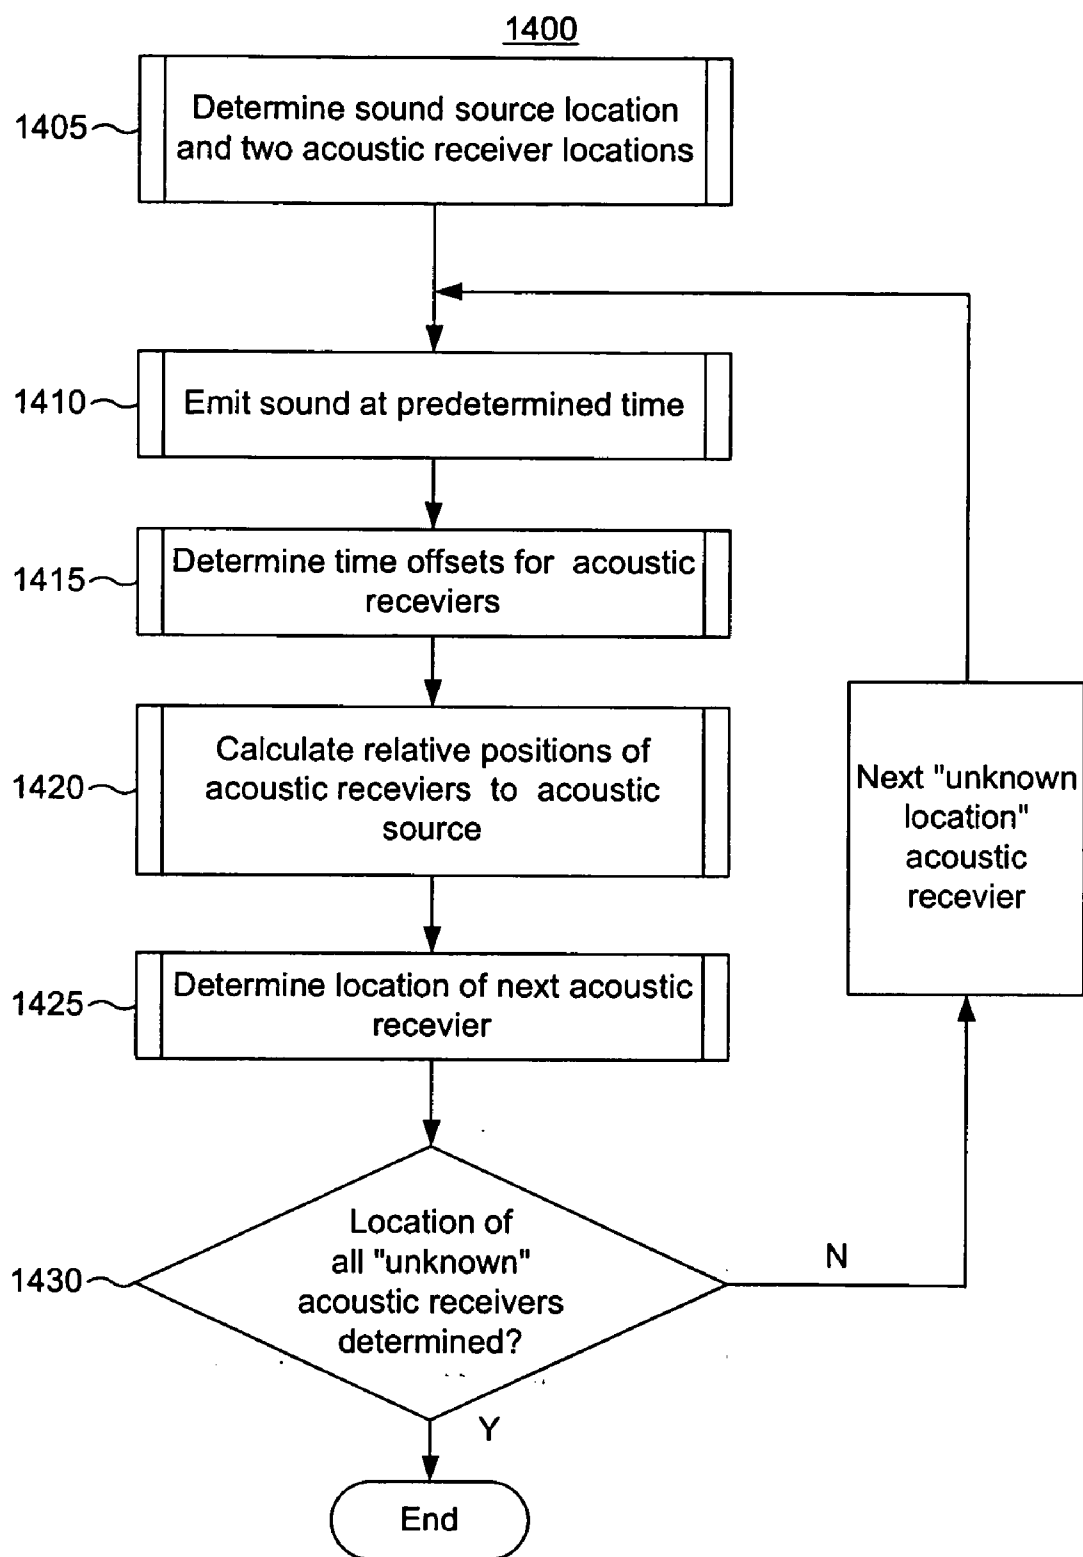 1400
1405
Determine sound source location
and two acoustic receiver locations
1410
Emit sound at predetermined time
1415
Determine time offsets for acoustic
receviers
1420
Calculate relative positions of
acoustic receviers to acoustic
source
1425
Determine location of next acoustic
recevier
1430
Location of
all "unknown"
acoustic receivers
determined?
N
Next "unknown
location"
acoustic
recevier
Y
End